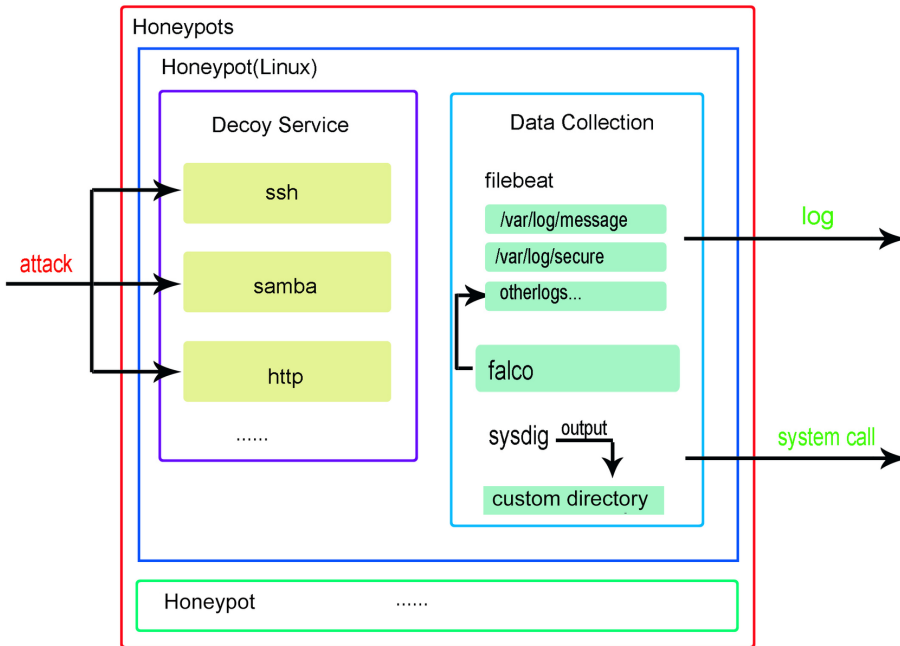 Honeypots
Honeypot(Linux)
Decoy Service
ssh
samba
http
......
attack
Data Collection
filebeat
/var/log/message
/var/log/secure
otherlogs...
falco
sysdig
output
custom directory
log
system call
Honeypot ......